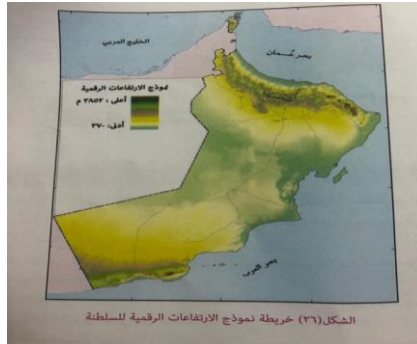 الخليج العربي
بحر عُمان
نموذج الارتفاعات الرقمية
أعلى : ٢٨٥٢ م
أدنى: ٢٧٠-
بحر العرب
الشكل(٢٦) خريطة نموذج الارتفاعات الرقمية للسلطنة